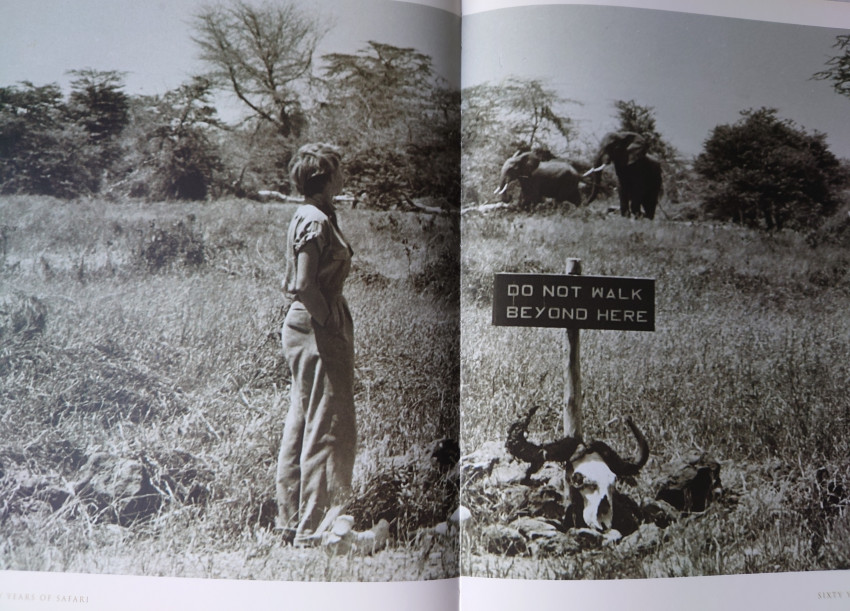 DO NOT WALK
BEYOND HERE
YEARS OF SAFARI
SIXTY